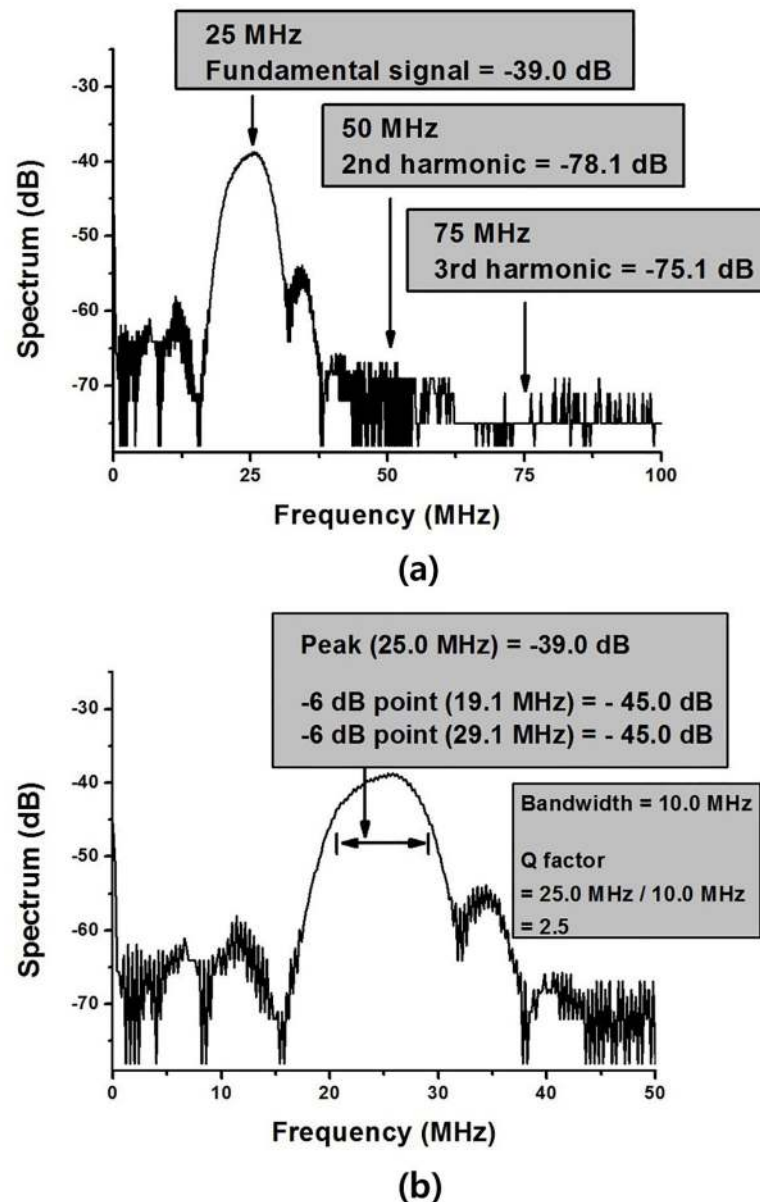 25 MHz
Fundamental signal = -39.0 dB
50 MHz
2nd harmonic = -78.1 dB
75 MHz
3rd harmonic = -75.1 dB
Spectrum (dB)
-30
-40
-50
-60
-70
0
25
50
75
100
Frequency (MHz)
(a)
Peak (25.0 MHz) = -39.0 dB
-6 dB point (19.1 MHz) = - 45.0 dB
-6 dB point (29.1 MHz) = - 45.0 dB
Bandwidth = 10.0 MHz
Q factor
= 25.0 MHz / 10.0 MHz
= 2.5
Spectrum (dB)
-30
-40
-50
-60
-70
0
10
20
30
40
50
Frequency (MHz)
(b)